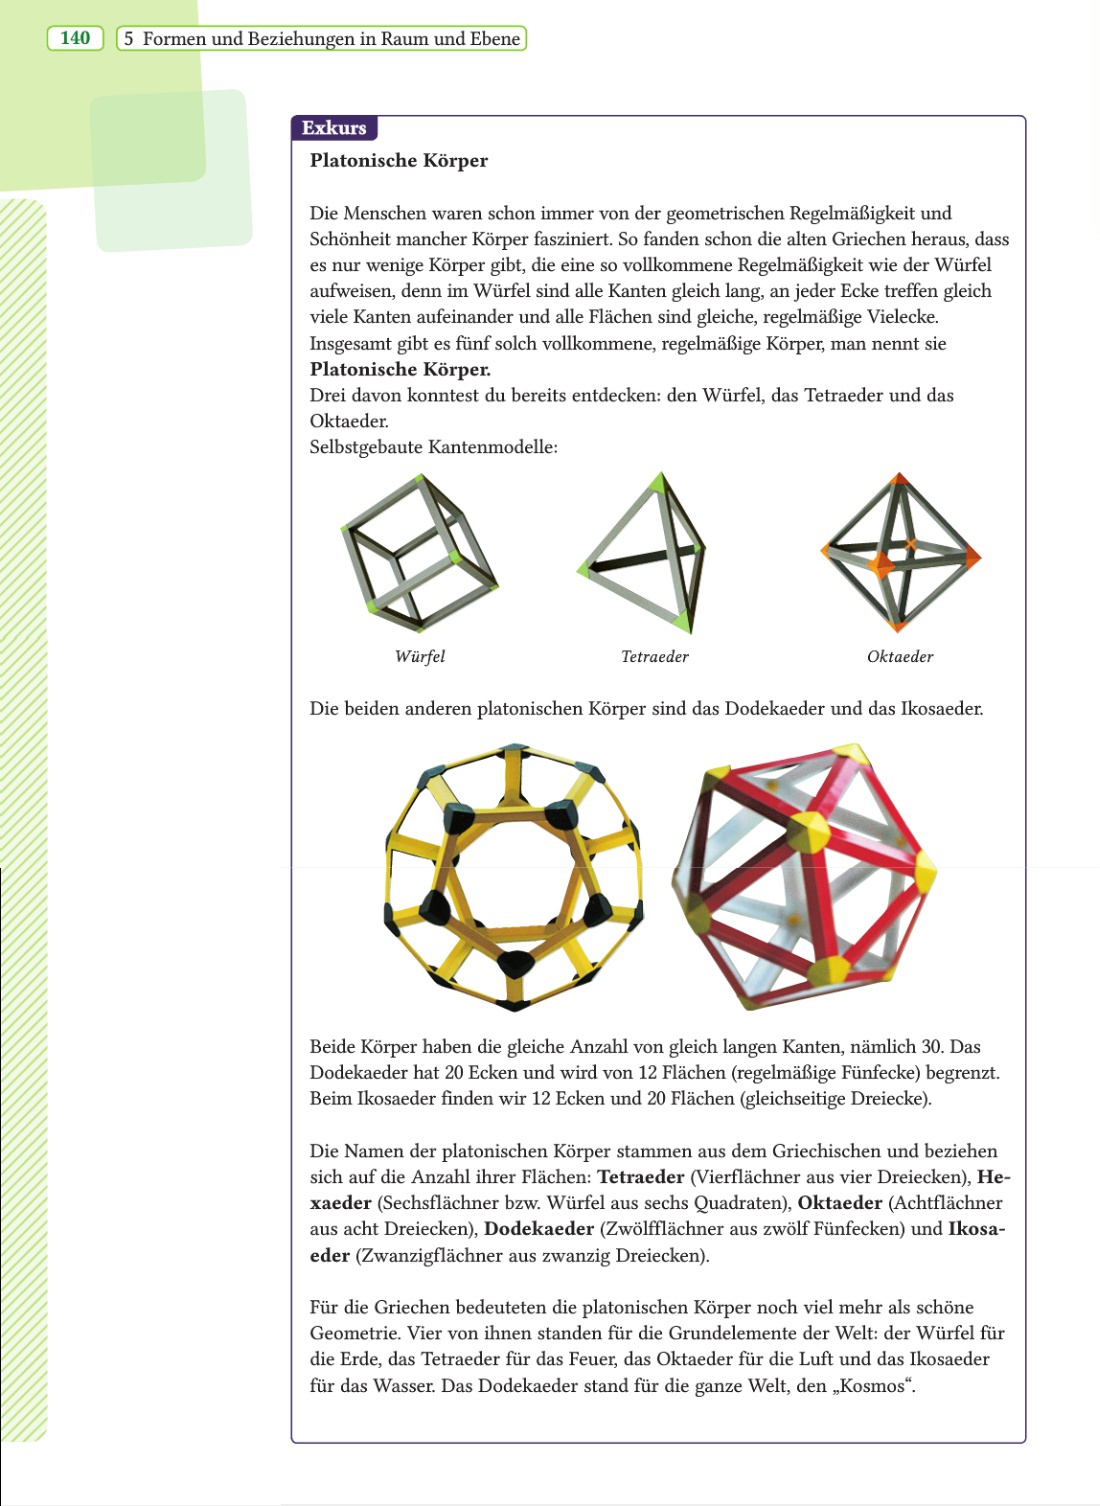 140
5 Formen und Beziehungen in Raum und Ebene
Exkurs
Platonische Körper
Die Menschen waren schon immer von der geometrischen Regelmäßigkeit und
Schönheit mancher Körper fasziniert. So fanden schon die alten Griechen heraus, dass
es nur wenige Körper gibt, die eine so vollkommene Regelmäßigkeit wie der Würfel
aufweisen, denn im Würfel sind alle Kanten gleich lang, an jeder Ecke treffen gleich
viele Kanten aufeinander und alle Flächen sind gleiche, regelmäßige Vielecke.
Insgesamt gibt es fünf solch vollkommene, regelmäßige Körper, man nennt sie
Platonische Körper.
Drei davon konntest du bereits entdecken: den Würfel, das Tetraeder und das
Oktaeder.
Selbstgebaute Kantenmodelle:
Würfel
Tetraeder
Oktaeder
Die beiden anderen platonischen Körper sind das Dodekaeder und das Ikosaeder.
Beide Körper haben die gleiche Anzahl von gleich langen Kanten, nämlich 30. Das
Dodekaeder hat 20 Ecken und wird von 12 Flächen (regelmäßige Fünfecke) begrenzt.
Beim Ikosaeder finden wir 12 Ecken und 20 Flächen (gleichseitige Dreiecke).
Die Namen der platonischen Körper stammen aus dem Griechischen und beziehen
sich auf die Anzahl ihrer Flächen: Tetraeder (Vierflächner aus vier Dreiecken), He-
xaeder (Sechsflächner bzw. Würfel aus sechs Quadraten), Oktaeder (Achtflächner
aus acht Dreiecken), Dodekaeder (Zwölfflächner aus zwölf Fünfecken) und Ikosa-
eder (Zwanzigflächner aus zwanzig Dreiecken).
Für die Griechen bedeuteten die platonischen Körper noch viel mehr als schöne
Geometrie. Vier von ihnen standen für die Grundelemente der Welt: der Würfel für
die Erde, das Tetraeder für das Feuer, das Oktaeder für die Luft und das Ikosaeder
für das Wasser. Das Dodekaeder stand für die ganze Welt, den „Kosmos“.